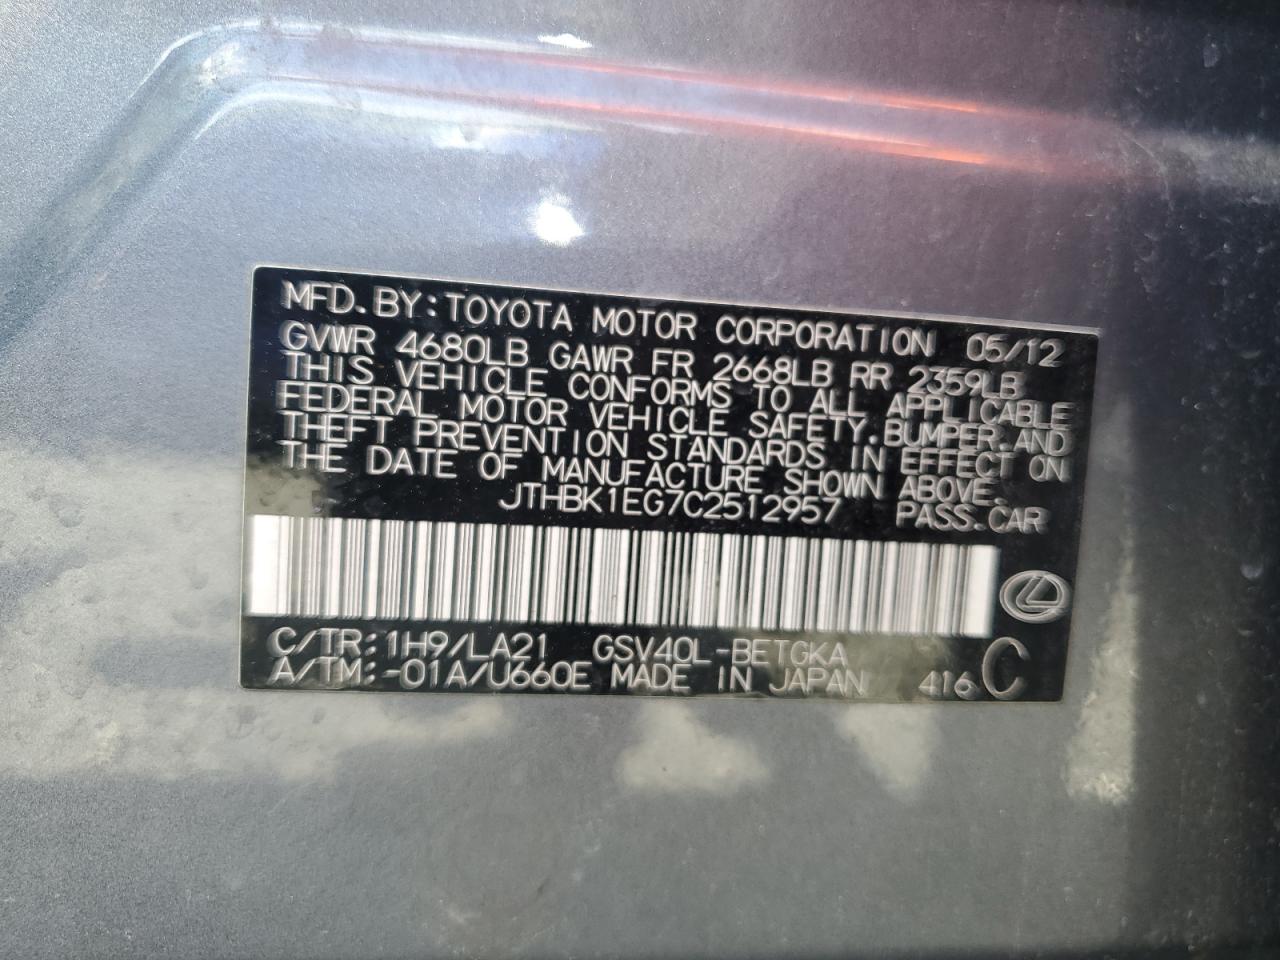 MFD.BY:TOYOTA MOTOR CORPORATION 05/12
GVWR 4680LB GAWR FR 2668LB RR 2359LB
THIS VEHICLE CONFORMS TO ALL APPLICABLE
FEDERAL MOTOR VEHICLE SAFETY.BUMPER.AND
THEFT PREVENTION STANDARDS IN EFFECT ON
THE DATE OF MANUFACTURE SHOWN ABOVE.
JTHBK1EG7C2512957 PASS.CAR
C/TR:1H9/LA21 GSV40L-BETGKA
A/TM:-01A/U660E MADE IN JAPAN 416 C